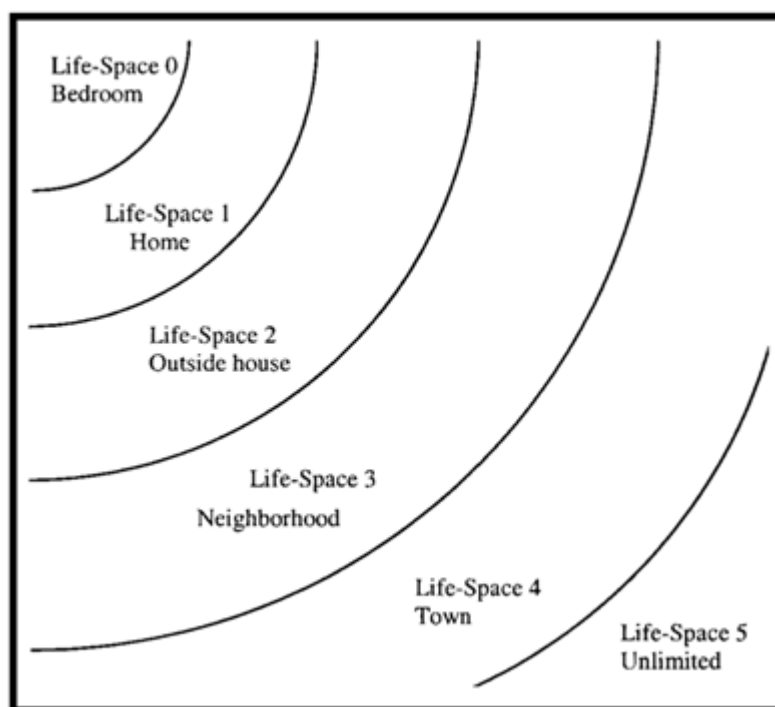 Life-Space 0
Bedroom
Life-Space 1
Home
Life-Space 2
Outside house
Life-Space 3
Neighborhood
Life-Space 4
Town
Life-Space 5
Unlimited